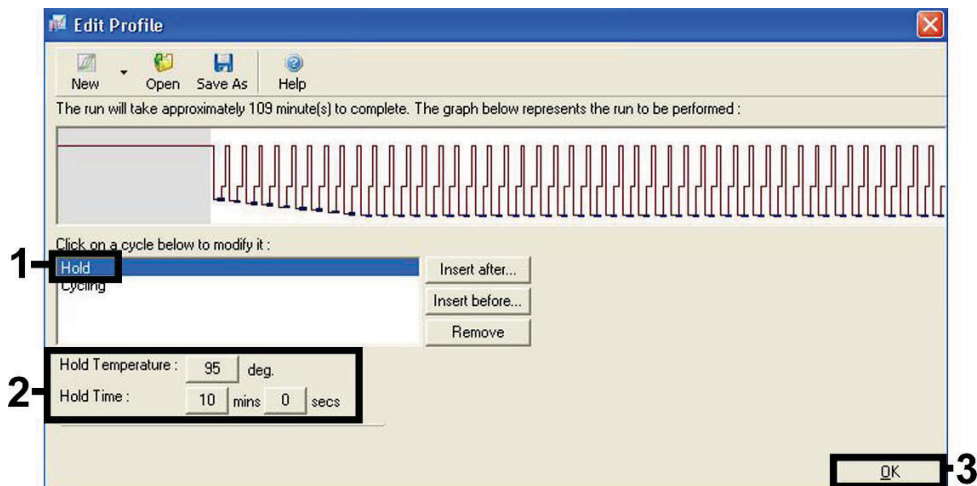 Edit Profile
New Open Save As Help
The run will take approximately 109 minute(s) to complete. The graph below represents the run to be performed :
Click on a cycle below to modify it :
1
Hold
Cycling
Insert after...
Insert before...
Remove
2
Hold Temperature : 95 deg.
Hold Time : 10 mins 0 secs
OK
3